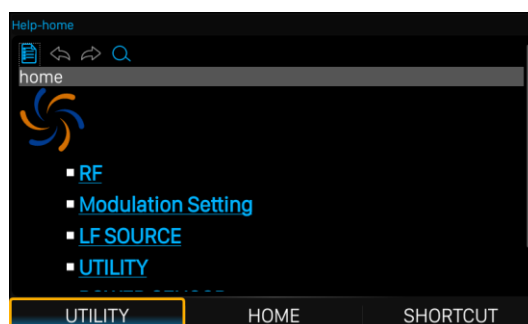 Help-home
home
RF
Modulation Setting
LF SOURCE
UTILITY
UTILITY HOME SHORTCUT